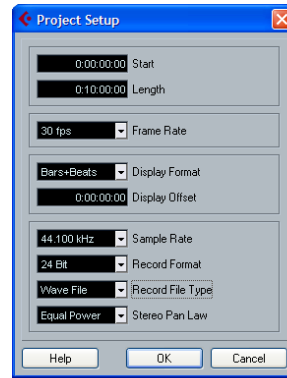 Project Setup
0:00:00:00 Start
0:10:00:00 Length
30 fps Frame Rate
Bars+Beats Display Format
0:00:00:00 Display Offset
44.100 kHz Sample Rate
24 Bit Record Format
Wave File Record File Type
Equal Power Stereo Pan Law
Help OK Cancel